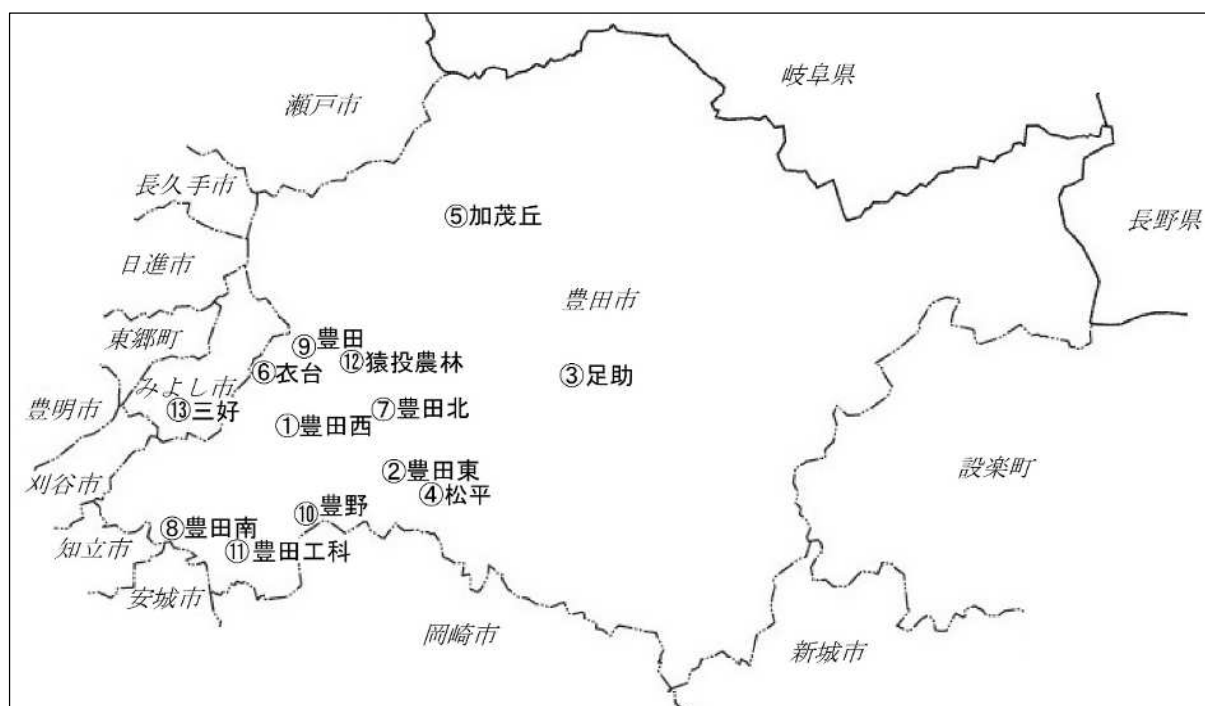 岐阜県
瀬戸市
長久手市
⑤加茂丘
長野県
日進市
豊田市
東郷町
⑨豊田
⑫猿投農林
⑥衣台
③足助
みよし市
⑬三好
豊明市
⑦豊田北
①豊田西
設楽町
②豊田東
刈谷市
④松平
⑩豊野
⑧豊田南
知立市
⑪豊田工科
安城市
岡崎市
新城市